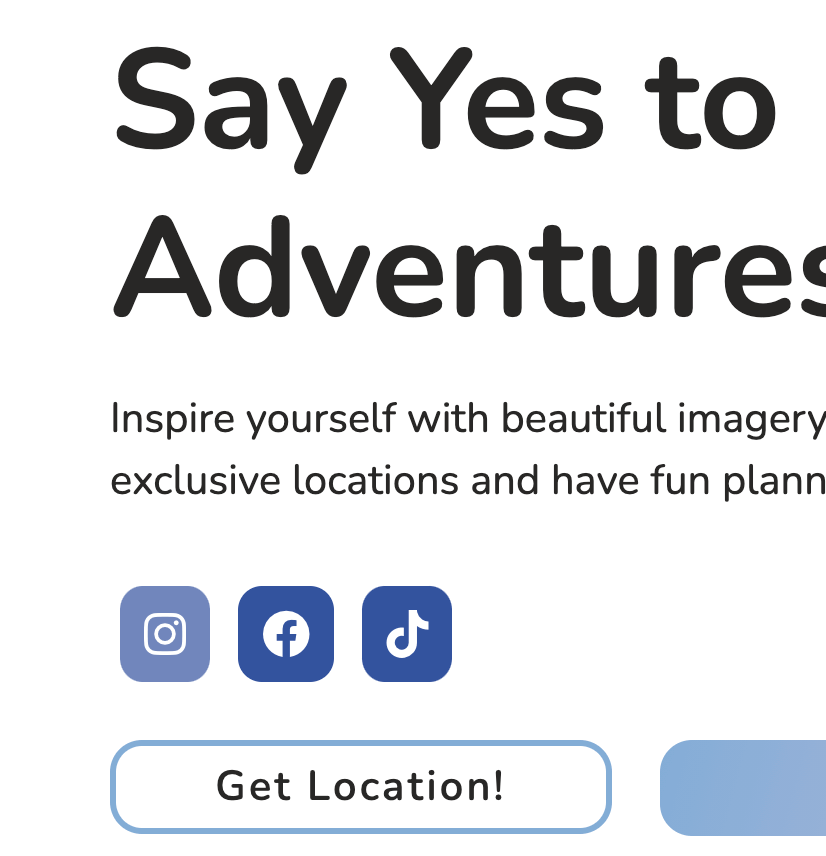 Say Yes to
Adventures
Inspire yourself with beautiful imagery
exclusive locations and have fun plann
Get Location!